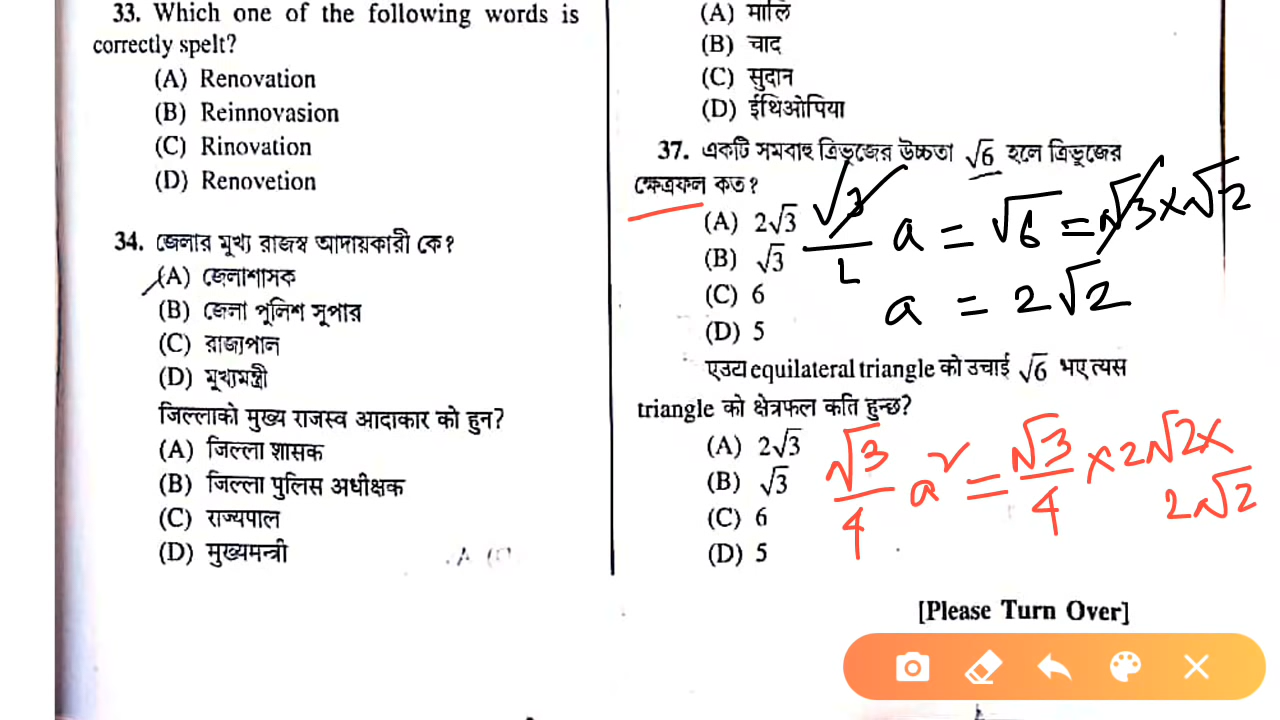 33. Which one of the following words is
correctly spelt?
(A) Renovation
(B) Reinnovasion
(C) Rinovation
(D) Renovetion
34. জেলার মুখ্য রাজস্ব আদায়কারী কে?
(A) জেলাশাসক
(B) জেলা পুলিশ সুপার
(C) রাজ্যপাল
(D) মুখ্যমন্ত্রী
जिल्लाको मुख्य राजस्व आदाकार को हुन?
(A) जिल्ला शासक
(B) जिल्ला पुलिस अधीक्षक
(C) राज्यपाल
(D) मुख्यमन्त्री
(A) मालि
(B) चाद
(C) सुदान
(D) ईथिओपिया
37. একটি সমবাহু ত্রিভুজের উচ্চতা √6 হলে ত্রিভুজের
ক্ষেত্রফল কত?
(A) 2√3
(B) √3
(C) 6
(D) 5
√3/2 a = √6 = √3 × √2
a = 2√2
एउटा equilateral triangle को उचाई √6 भए त्यस
triangle को क्षेत्रफल कति हुन्छ?
(A) 2√3
(B) √3
(C) 6
(D) 5
√3/4 a² = √3/4 × 2√2 ×
2√2
[Please Turn Over]